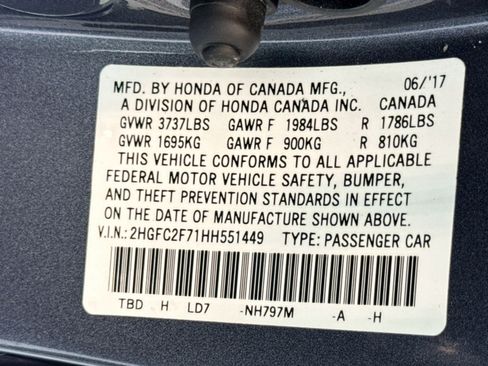 MFD. BY HONDA OF CANADA MFG., 06/'17
A DIVISION OF HONDA CANADA INC. CANADA
GVWR 3737LBS GAWR F 1984LBS R 1786LBS
GVWR 1695KG GAWR F 900KG R 810KG
THIS VEHICLE CONFORMS TO ALL APPLICABLE
FEDERAL MOTOR VEHICLE SAFETY, BUMPER,
AND THEFT PREVENTION STANDARDS IN EFFECT
ON THE DATE OF MANUFACTURE SHOWN ABOVE.
V.I.N.: 2HGFC2F71HH551449 TYPE: PASSENGER CAR
TBD H LD7 -NH797M -A -H